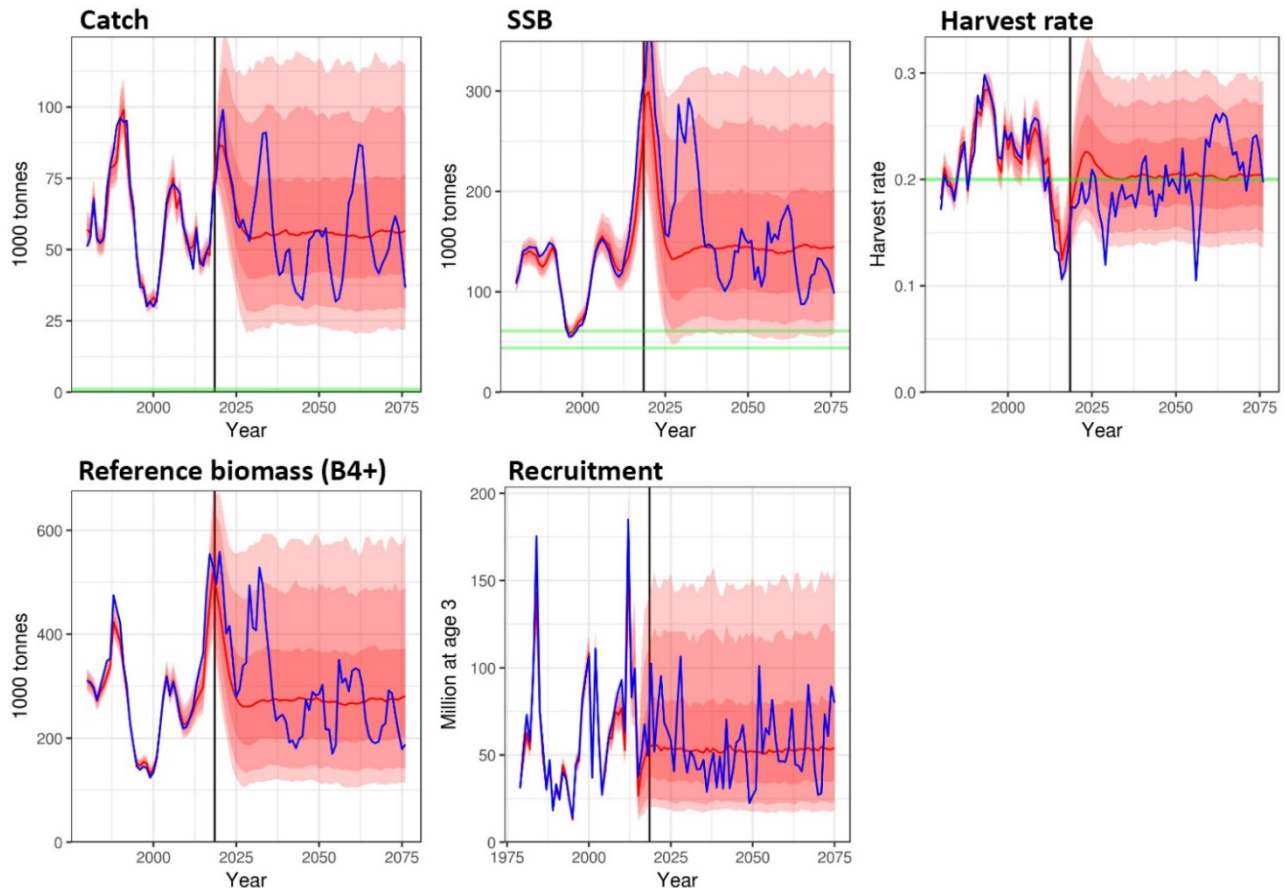 Catch
1000 tonnes
100
75
50
25
0
2000
2025
2050
2075
Year
SSB
1000 tonnes
300
200
100
0
2000
2025
2050
2075
Year
Harvest rate
Harvest rate
0.3
0.2
0.1
0.0
2000
2025
2050
2075
Year
Reference biomass (B4+)
1000 tonnes
600
400
200
0
2000
2025
2050
2075
Year
Recruitment
Million at age 3
200
150
100
50
0
1975
2000
2025
2050
2075
Year